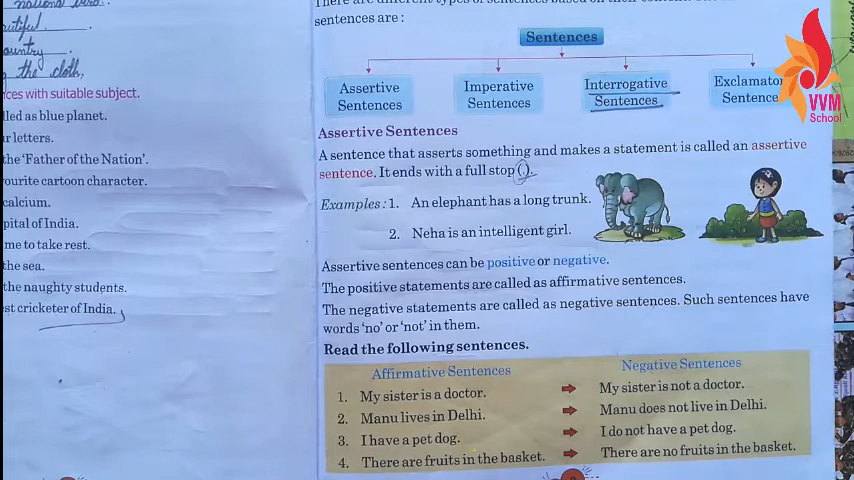 national bird.
autiful
ountry
the cloth,
nces with suitable subject.
lled as blue planet.
r letters.
the 'Father of the Nation'.
vourite cartoon character.
calcium.
pital of India.
me to take rest.
the sea.
the naughty students.
st cricketer of India.
sentences are :
Sentences
Assertive Sentences
Imperative Sentences
Interrogative Sentences
Exclamato Sentence
VVM
School
Assertive Sentences
A sentence that asserts something and makes a statement is called an assertive
sentence. It ends with a full stop (.).
Examples : 1. An elephant has a long trunk.
2. Neha is an intelligent girl.
Assertive sentences can be positive or negative.
The positive statements are called as affirmative sentences.
The negative statements are called as negative sentences. Such sentences have
words 'no' or 'not' in them.
Read the following sentences.
Affirmative Sentences Negative Sentences
1. My sister is a doctor. My sister is not a doctor.
2. Manu lives in Delhi. Manu does not live in Delhi.
3. I have a pet dog. I do not have a pet dog.
4. There are fruits in the basket. There are no fruits in the basket.